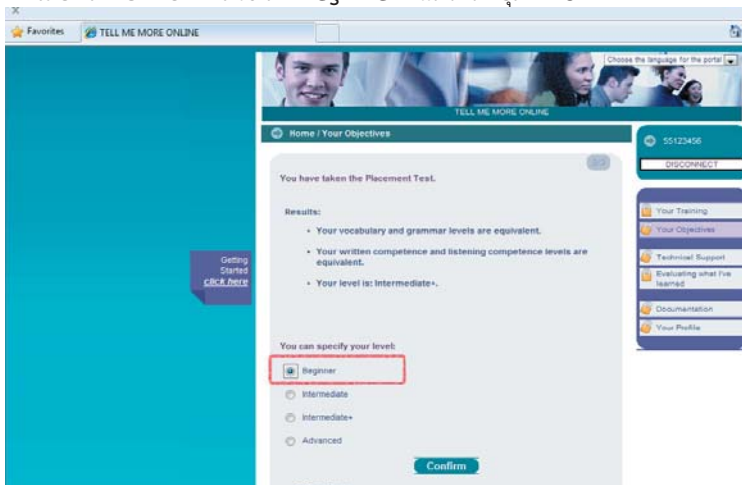 Favorites
TELL ME MORE ONLINE
Choose the language for the portal
TELL ME MORE ONLINE
Home / Your Objectives
55123456
DISCONNECT
You have taken the Placement Test.
Results:
• Your vocabulary and grammar levels are equivalent.
• Your written competence and listening competence levels are
equivalent.
• Your level is: Intermediate+.
Your Training
Your Objectives
Technical Support
Evaluating what I've
learned
Documentation
Your Profile
Getting
Started
click here
You can specify your level:
Beginner
Intermediate
Intermediate+
Advanced
Confirm